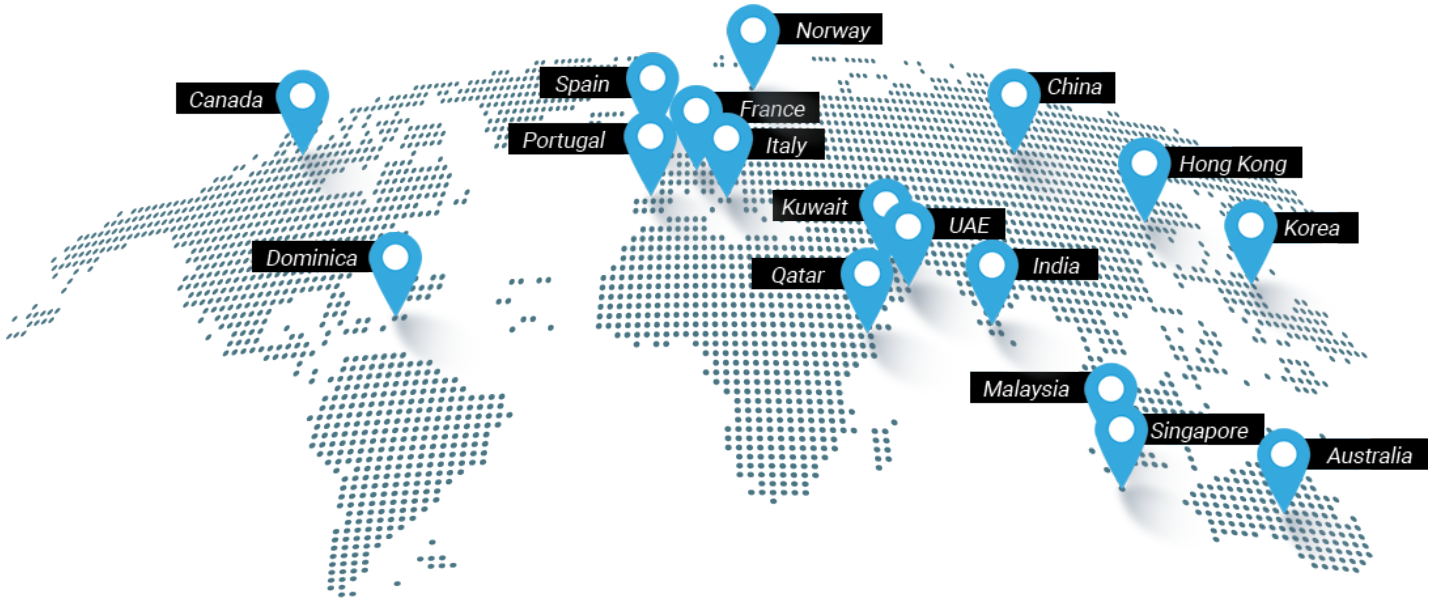 Norway
Spain
China
Canada
France
Portugal
Italy
Hong Kong
Kuwait
UAE
Korea
Dominica
India
Qatar
Malaysia
Singapore
Australia